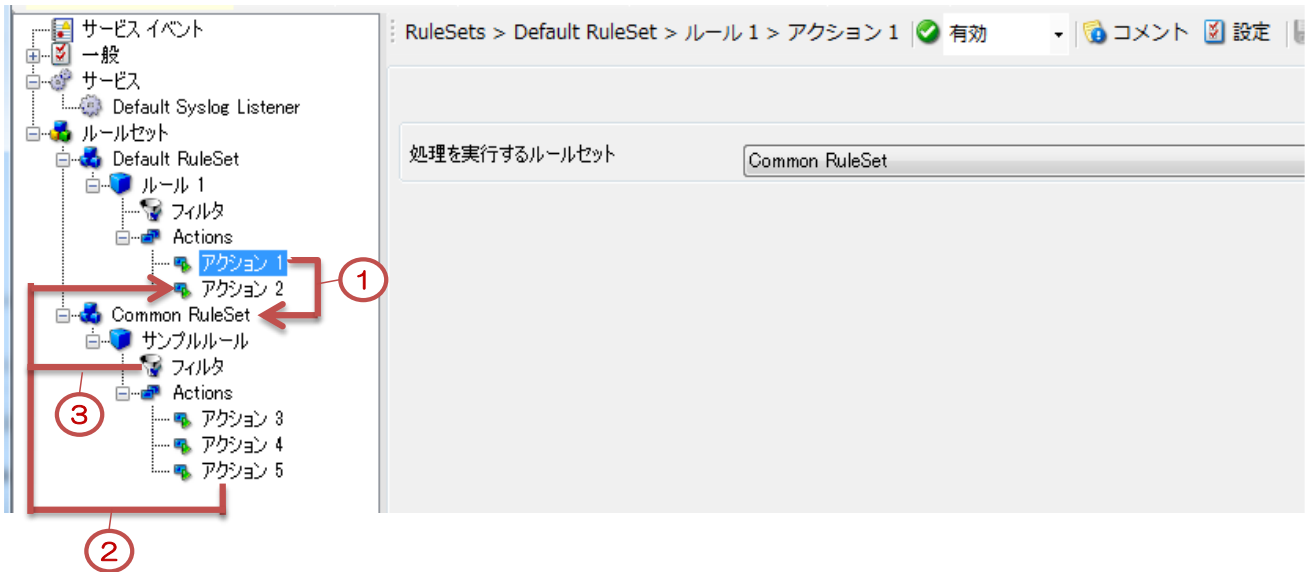 サービス イベント
一般
サービス
Default Syslog Listener
ルールセット
Default RuleSet
ルール 1
フィルタ
Actions
アクション 1
アクション 2
Common RuleSet
サンプルルール
フィルタ
Actions
アクション 3
アクション 4
アクション 5
①
③
②
RuleSets > Default RuleSet > ルール 1 > アクション 1 有効 コメント 設定
処理を実行するルールセット Common RuleSet